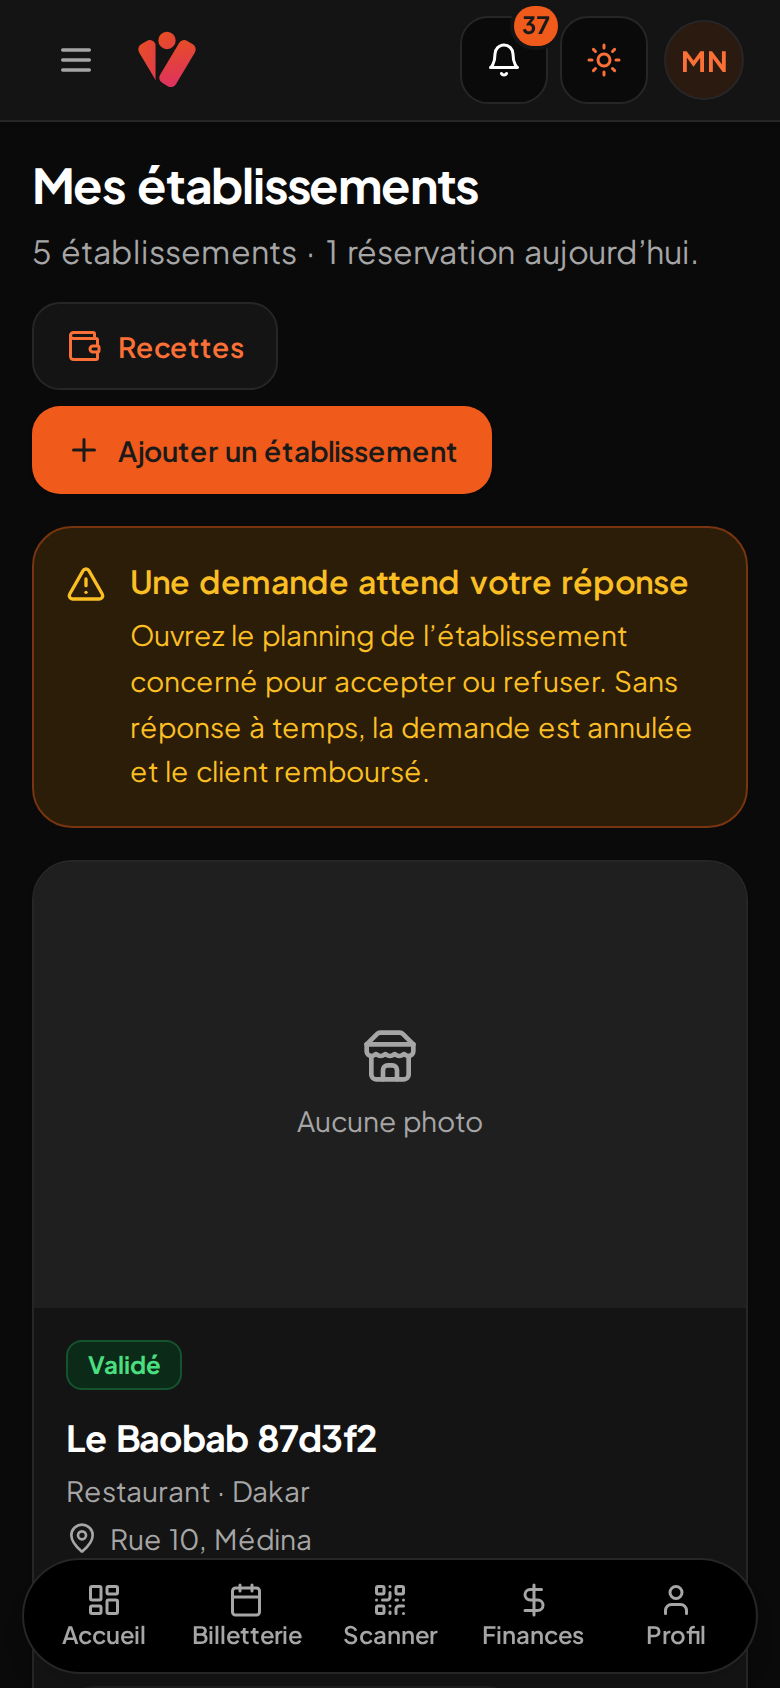 37
MN
Mes établissements
5 établissements · 1 réservation aujourd’hui.
Recettes
Ajouter un établissement
Une demande attend votre réponse
Ouvrez le planning de l’établissement
concerné pour accepter ou refuser. Sans
réponse à temps, la demande est annulée
et le client remboursé.
Aucune photo
Validé
Le Baobab 87d3f2
Restaurant · Dakar
Rue 10, Médina
Accueil
Billetterie
Scanner
Finances
Profil